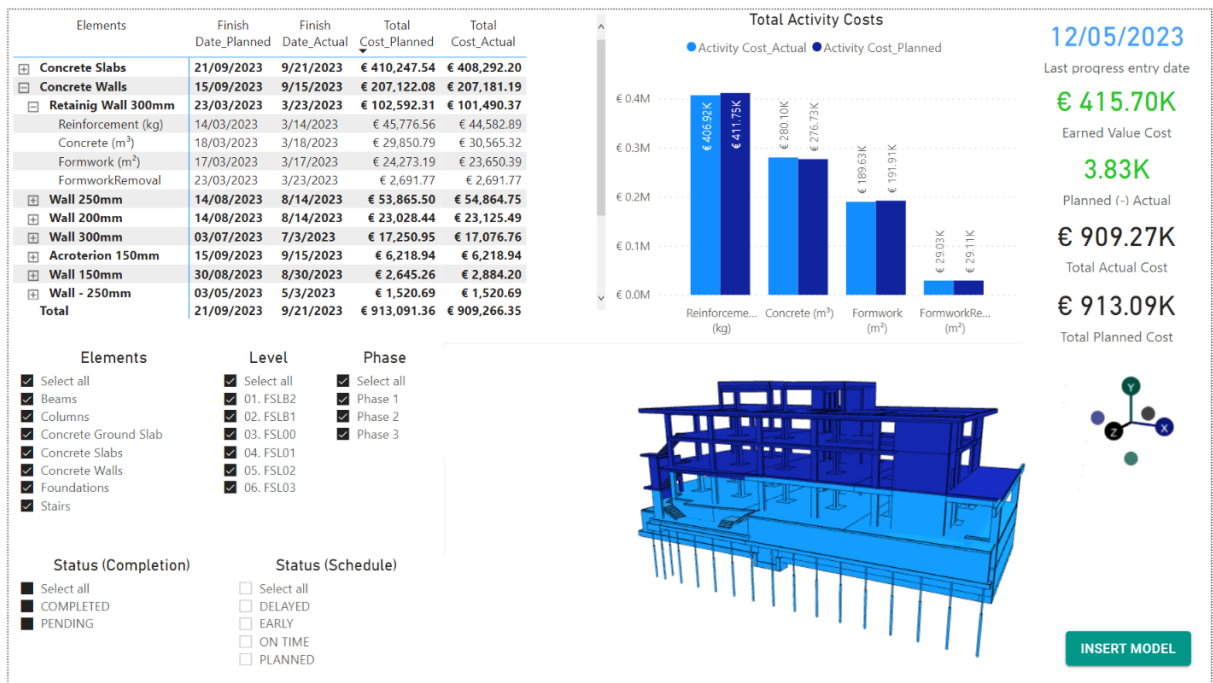 Elements Finish Date_Planned Finish Date_Actual Total Cost_Planned Total Cost_Actual
Concrete Slabs 21/09/2023 9/21/2023 € 410,247.54 € 408,292.20
Concrete Walls 15/09/2023 9/15/2023 € 207,122.08 € 207,181.19
Retainig Wall 300mm 23/03/2023 3/23/2023 € 102,592.31 € 101,490.37
Reinforcement (kg) 14/03/2023 3/14/2023 € 45,776.56 € 44,582.89
Concrete (m³) 18/03/2023 3/18/2023 € 29,850.79 € 30,565.32
Formwork (m²) 17/03/2023 3/17/2023 € 24,273.19 € 23,650.39
FormworkRemoval 23/03/2023 3/23/2023 € 2,691.77 € 2,691.77
Wall 250mm 14/08/2023 8/14/2023 € 53,865.50 € 54,864.75
Wall 200mm 14/08/2023 8/14/2023 € 23,028.44 € 23,125.49
Wall 300mm 03/07/2023 7/3/2023 € 17,250.95 € 17,076.76
Acroterion 150mm 15/09/2023 9/15/2023 € 6,218.94 € 6,218.94
Wall 150mm 30/08/2023 8/30/2023 € 2,645.26 € 2,884.20
Wall - 250mm 03/05/2023 5/3/2023 € 1,520.69 € 1,520.69
Total 21/09/2023 9/21/2023 € 913,091.36 € 909,266.35
Total Activity Costs
Activity Cost_Actual Activity Cost_Planned
€ 0.4M
€ 0.3M
€ 0.2M
€ 0.1M
€ 0.0M
€ 406.92K
€ 411.75K
€ 280.10K
€ 276.73K
€ 189.63K
€ 191.91K
€ 29.03K
€ 29.11K
Reinforceme... Concrete (m³) Formwork FormworkRe...
(kg) (m²) (m²)
12/05/2023
Last progress entry date
€ 415.70K
Earned Value Cost
3.83K
Planned (-) Actual
€ 909.27K
Total Actual Cost
€ 913.09K
Total Planned Cost
Elements
Select all
Beams
Columns
Concrete Ground Slab
Concrete Slabs
Concrete Walls
Foundations
Stairs
Level
Select all
01. FSLB2
02. FSLB1
03. FSL00
04. FSL01
05. FSL02
06. FSL03
Phase
Select all
Phase 1
Phase 2
Phase 3
Status (Completion)
Select all
COMPLETED
PENDING
Status (Schedule)
Select all
DELAYED
EARLY
ON TIME
PLANNED
Y
X
Z
INSERT MODEL